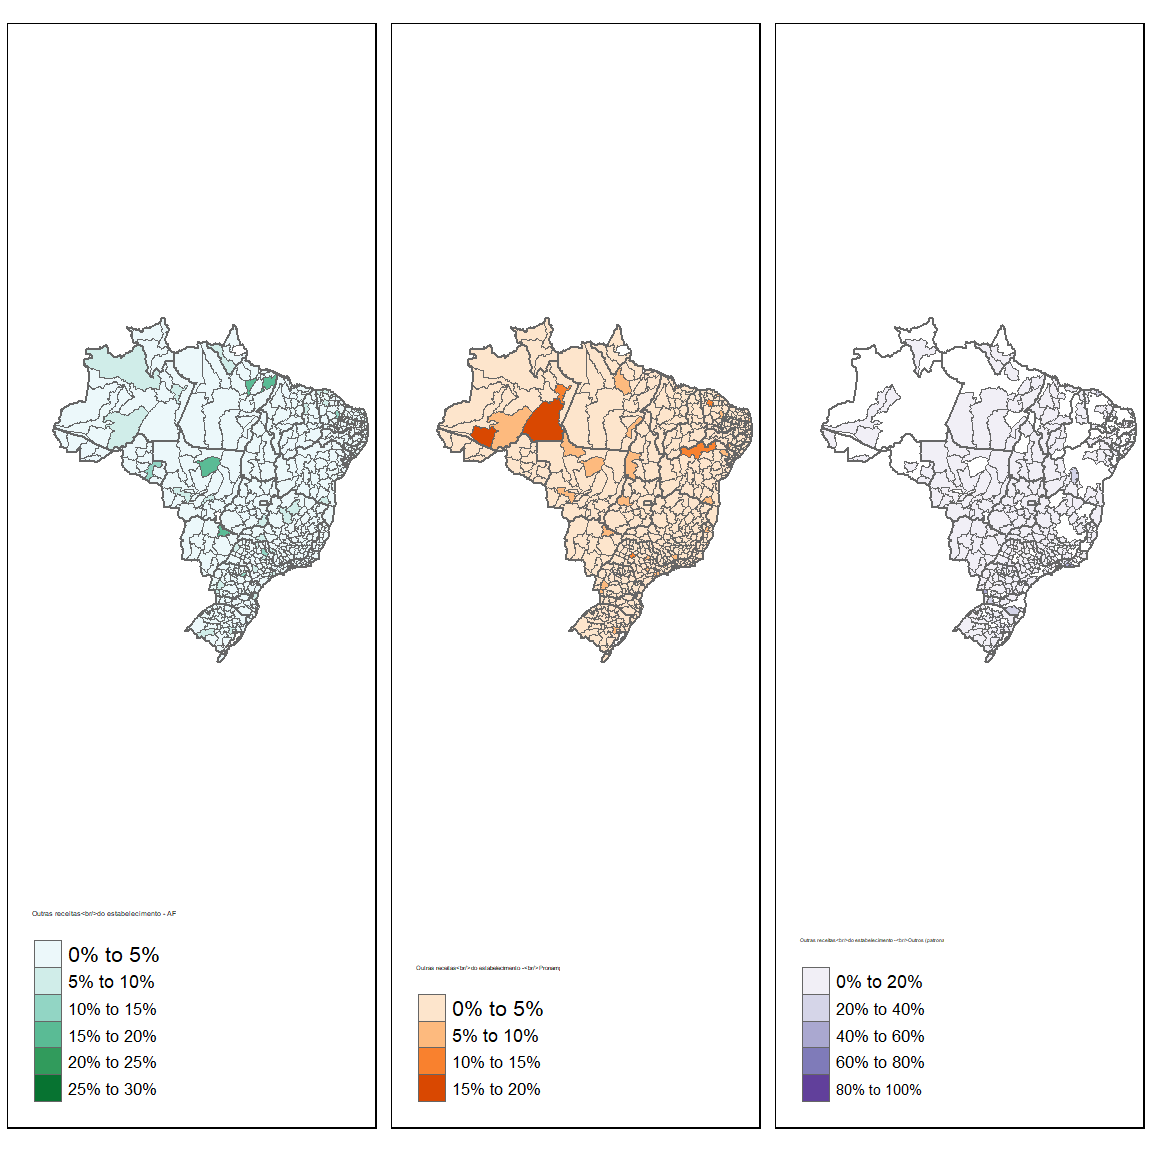 Outras receitas<br/>do estabelecimento - AF
0% to 5%
5% to 10%
10% to 15%
15% to 20%
20% to 25%
25% to 30%
Outras receitas<br/>do estabelecimento -<br/>Pronamp
0% to 5%
5% to 10%
10% to 15%
15% to 20%
Outras receitas<br/>do estabelecimento -<br/>Outros (patrona
0% to 20%
20% to 40%
40% to 60%
60% to 80%
80% to 100%